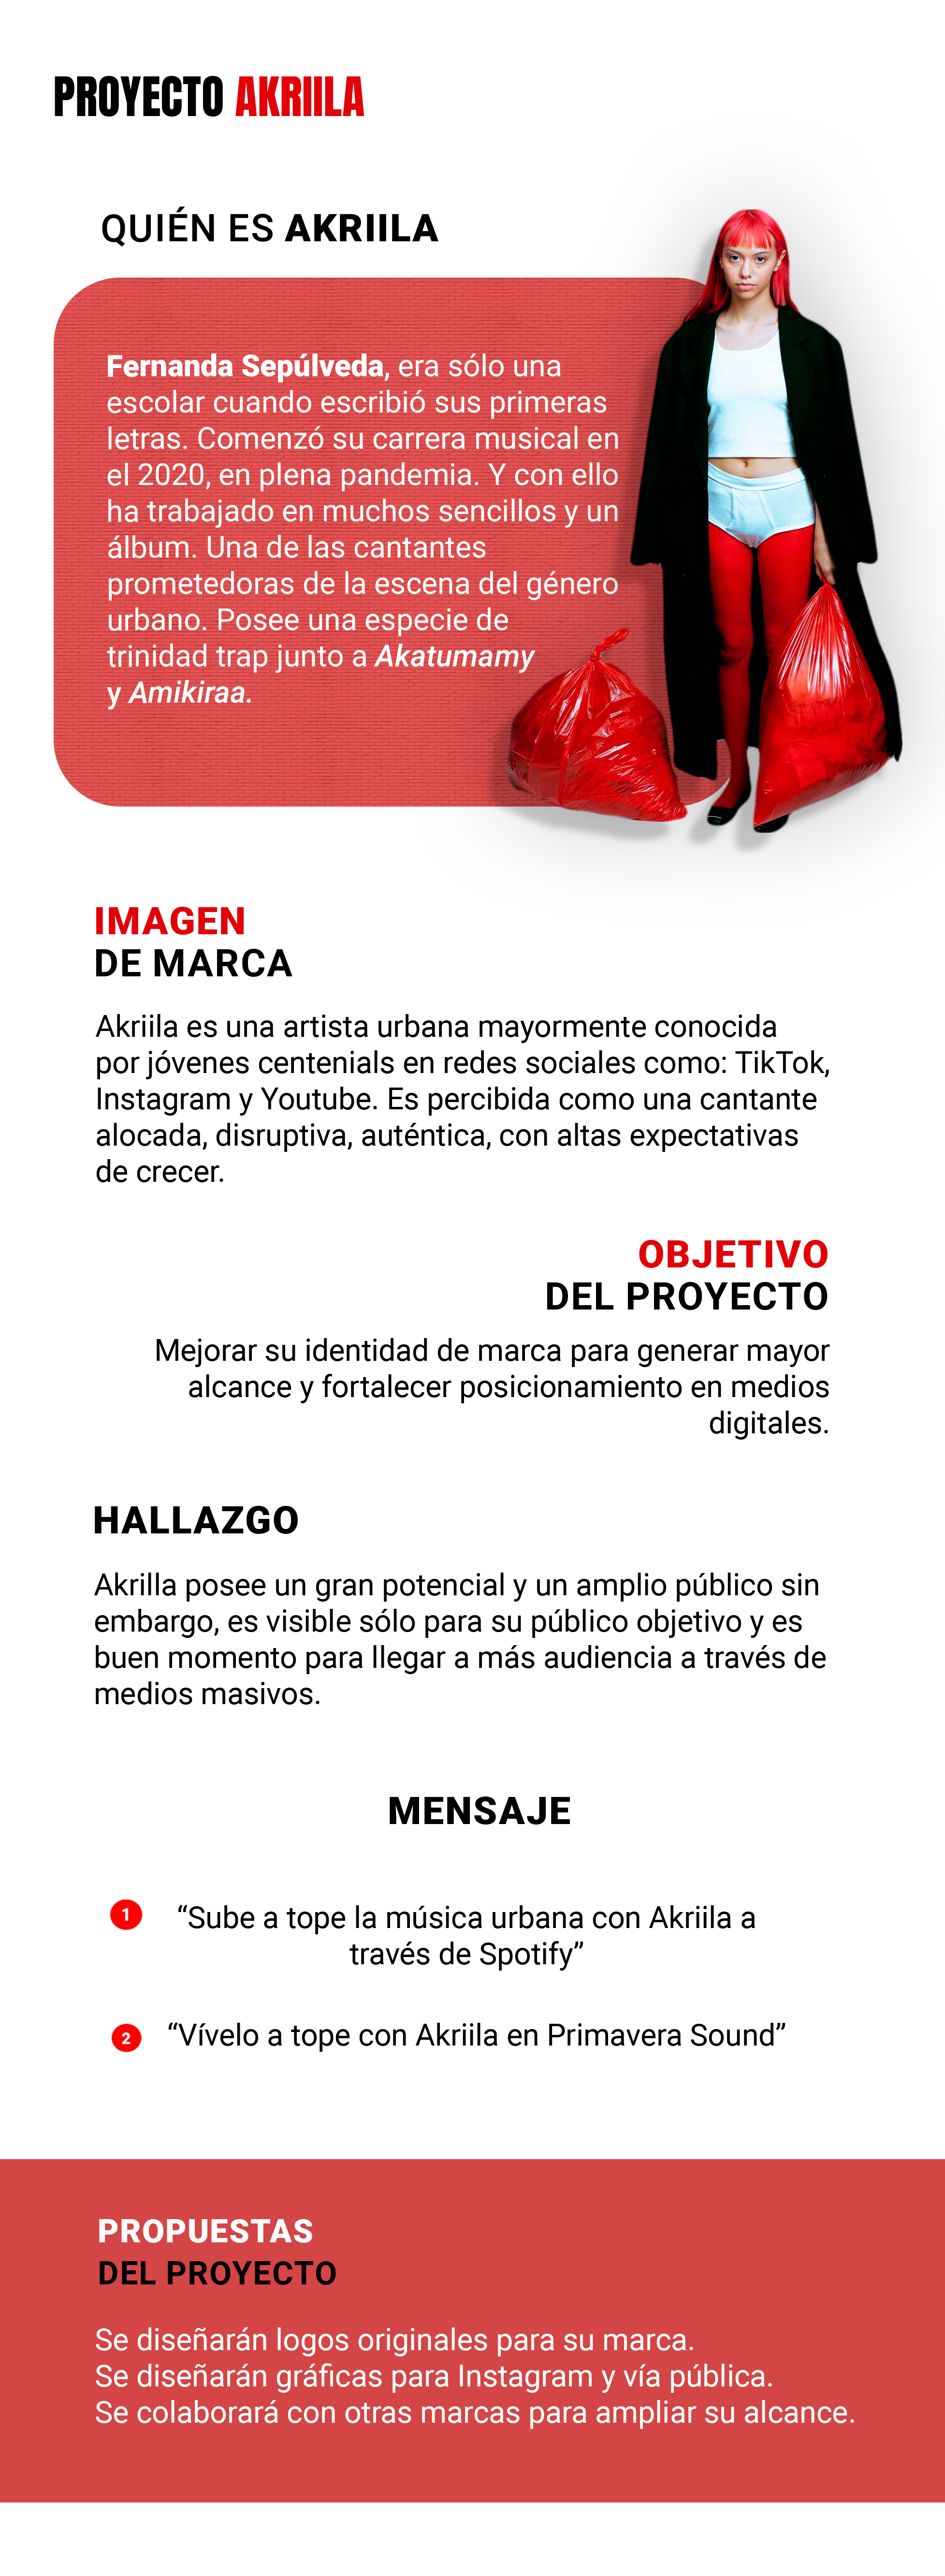 PROYECTO AKRIILA
QUIÉN ES AKRIILA
Fernanda Sepúlveda, era sólo una
escolar cuando escribió sus primeras
letras. Comenzó su carrera musical en
el 2020, en plena pandemia. Y con ello
ha trabajado en muchos sencillos y un
álbum. Una de las cantantes
prometedoras de la escena del género
urbano. Posee una especie de
trinidad trap junto a Akatumamy
y Amikiraa.
IMAGEN
DE MARCA
Akriila es una artista urbana mayormente conocida
por jóvenes centenials en redes sociales como: TikTok,
Instagram y Youtube. Es percibida como una cantante
alocada, disruptiva, auténtica, con altas expectativas
de crecer.
OBJETIVO
DEL PROYECTO
Mejorar su identidad de marca para generar mayor
alcance y fortalecer posicionamiento en medios
digitales.
HALLAZGO
Akrilla posee un gran potencial y un amplio público sin
embargo, es visible sólo para su público objetivo y es
buen momento para llegar a más audiencia a través de
medios masivos.
MENSAJE
1 “Sube a tope la música urbana con Akriila a
través de Spotify”
2 “Vívelo a tope con Akriila en Primavera Sound”
PROPUESTAS
DEL PROYECTO
Se diseñarán logos originales para su marca.
Se diseñarán gráficas para Instagram y vía pública.
Se colaborará con otras marcas para ampliar su alcance.